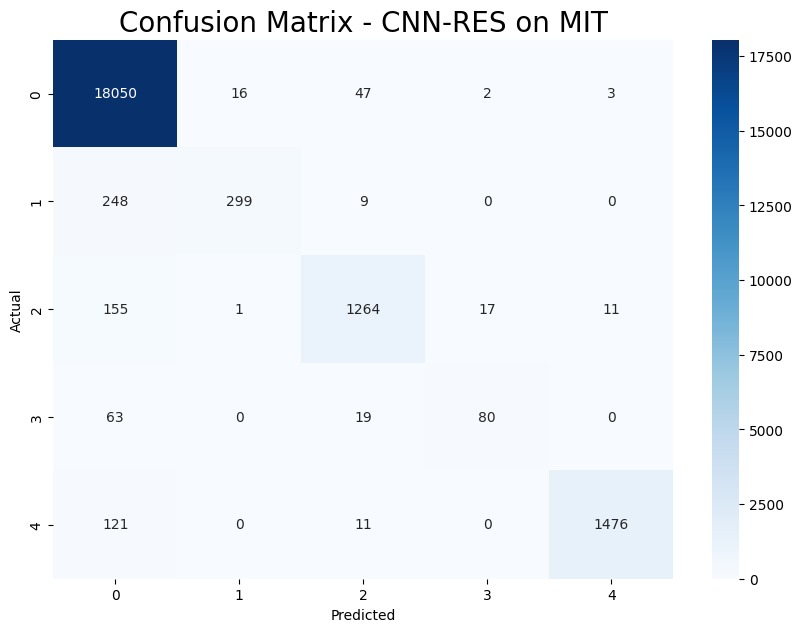 Confusion Matrix - CNN-RES on MIT
0 18050 16 47 2 3
1 248 299 9 0 0
2 155 1 1264 17 11
3 63 0 19 80 0
4 121 0 11 0 1476
0 1 2 3 4
Actual
Predicted
17500
15000
12500
10000
7500
5000
2500
0